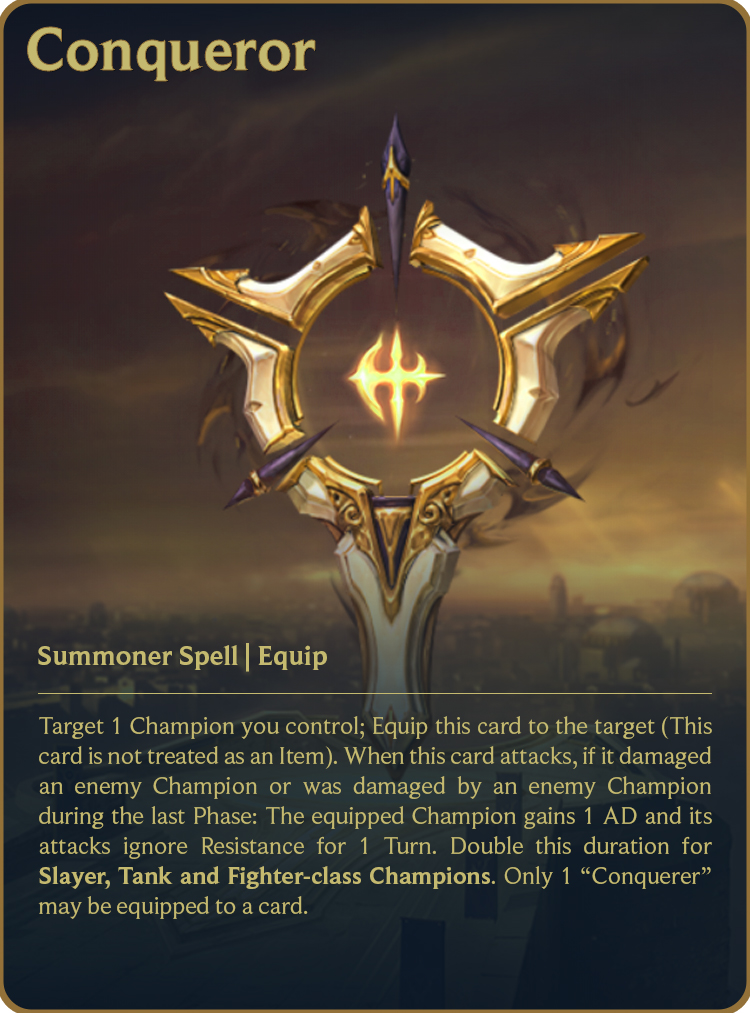 Conqueror
Summoner Spell | Equip
Target 1 Champion you control; Equip this card to the target (This
card is not treated as an Item). When this card attacks, if it damaged
an enemy Champion or was damaged by an enemy Champion
during the last Phase: The equipped Champion gains 1 AD and its
attacks ignore Resistance for 1 Turn. Double this duration for
Slayer, Tank and Fighter-class Champions. Only 1 “Conquerer”
may be equipped to a card.